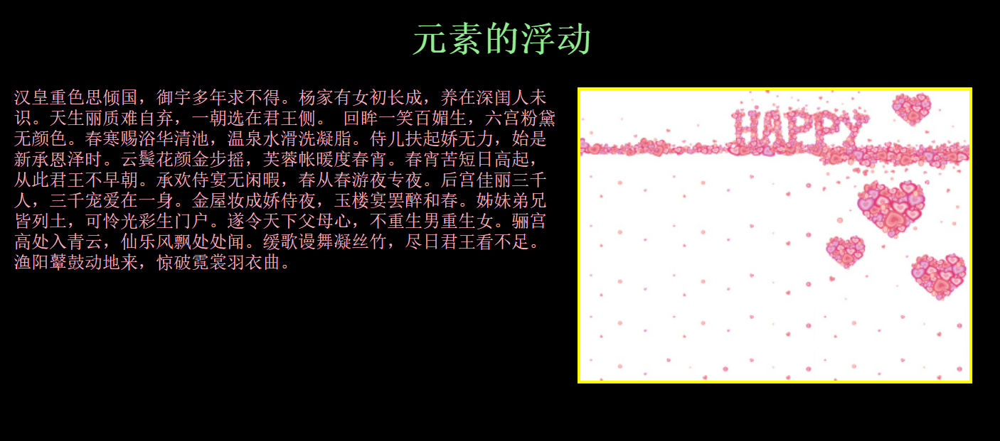 元素的浮动
汉皇重色思倾国，御宇多年求不得。杨家有女初长成，养在深闺人未
识。天生丽质难自弃，一朝选在君王侧。 回眸一笑百媚生，六宫粉黛
无颜色。春寒赐浴华清池，温泉水滑洗凝脂。侍儿扶起娇无力，始是
新承恩泽时。云鬓花颜金步摇，芙蓉帐暖度春宵。春宵苦短日高起，
从此君王不早朝。承欢侍宴无闲暇，春从春游夜专夜。后宫佳丽三千
人，三千宠爱在一身。金屋妆成娇侍夜，玉楼宴罢醉和春。姊妹弟兄
皆列土，可怜光彩生门户。遂令天下父母心，不重生男重生女。骊宫
高处入青云，仙乐风飘处处闻。缓歌谩舞凝丝竹，尽日君王看不足。
渔阳鼙鼓动地来，惊破霓裳羽衣曲。
HAPPY